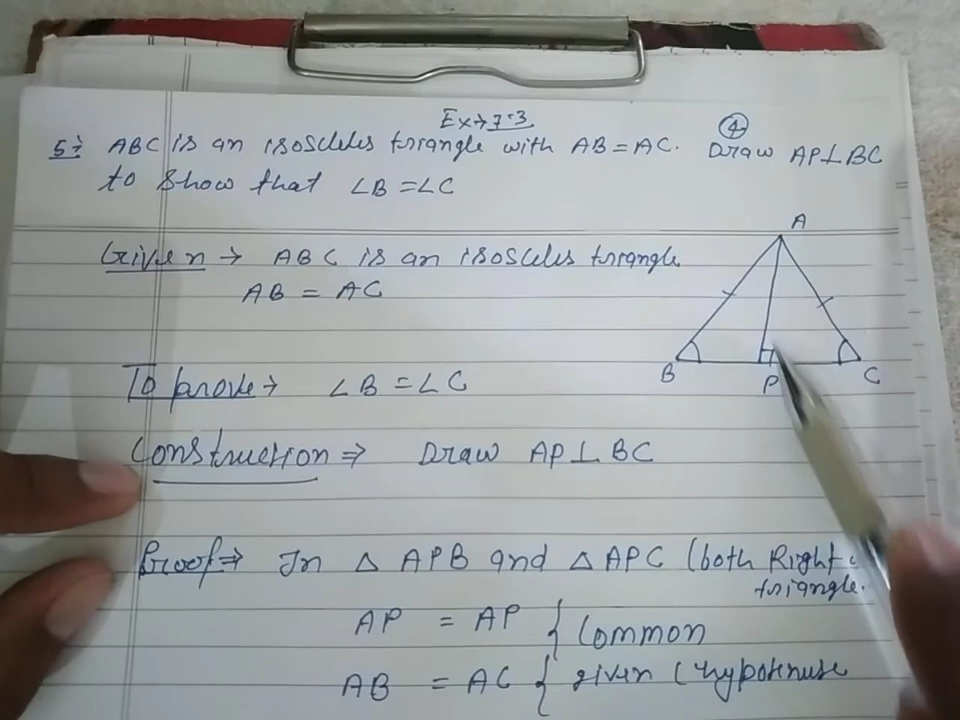 Ex→7.3
4
5÷ ABC is an isosceles triangle with AB=AC. Draw AP⊥BC
to show that ∠B=∠C
Given → ABC is an isosceles triangle
AB = AC
A
B
P
C
To prove→ ∠B=∠C
Construction ⇒ Draw AP⊥BC
Proof⇒ In △ APB and △APC (both Right
triangle.
AP = AP { Common
AB = AC { given (hypotenuse